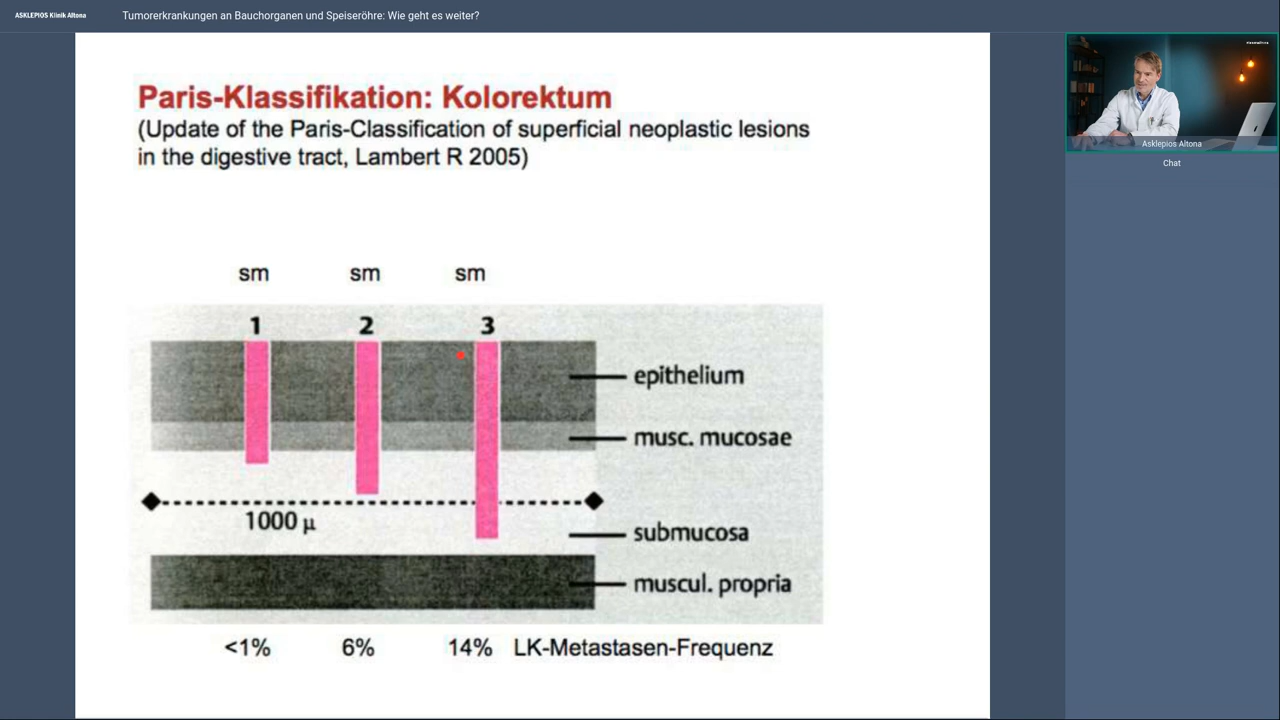 ASKLEPIOS Klinik Altona
Tumorerkrankungen an Bauchorganen und Speiseröhre: Wie geht es weiter?
Paris-Klassifikation: Kolorektum
(Update of the Paris-Classification of superficial neoplastic lesions
in the digestive tract, Lambert R 2005)
sm sm sm
1 2 3
epithelium
musc. mucosae
1000 µ
submucosa
muscul. propria
<1% 6% 14% LK-Metastasen-Frequenz
Asklepios Altona
Chat